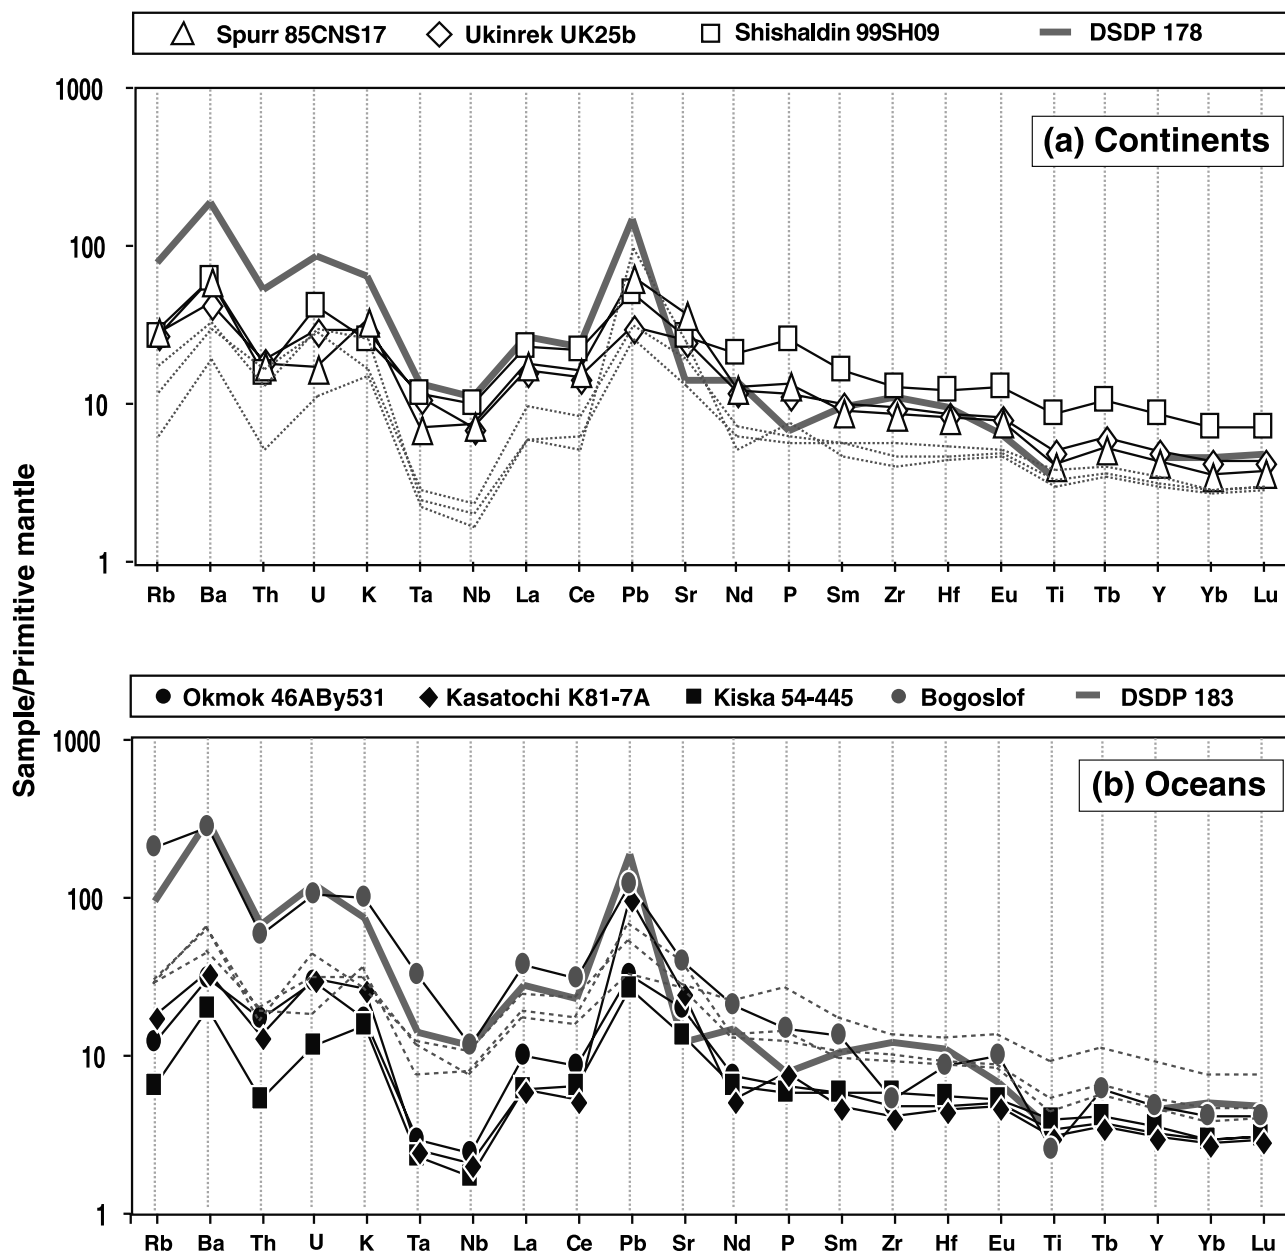 Spurr 85CNS17 Ukinrek UK25b Shishaldin 99SH09 DSDP 178
1000
(a) Continents
100
10
1
Rb Ba Th U K Ta Nb La Ce Pb Sr Nd P Sm Zr Hf Eu Ti Tb Y Yb Lu
Sample/Primitive mantle
Okmok 46ABy531 Kasatochi K81-7A Kiska 54-445 Bogoslof DSDP 183
1000
(b) Oceans
100
10
1
Rb Ba Th U K Ta Nb La Ce Pb Sr Nd P Sm Zr Hf Eu Ti Tb Y Yb Lu